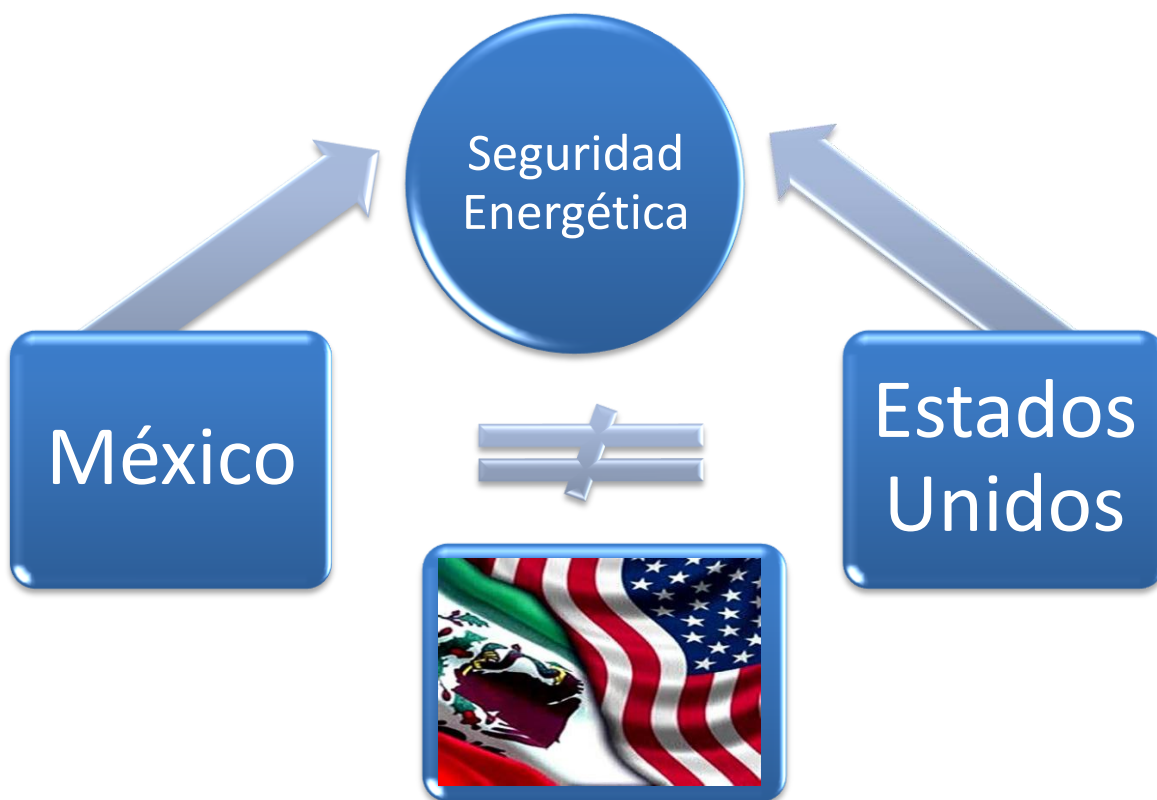 Seguridad
Energética
México
Estados
Unidos
≠